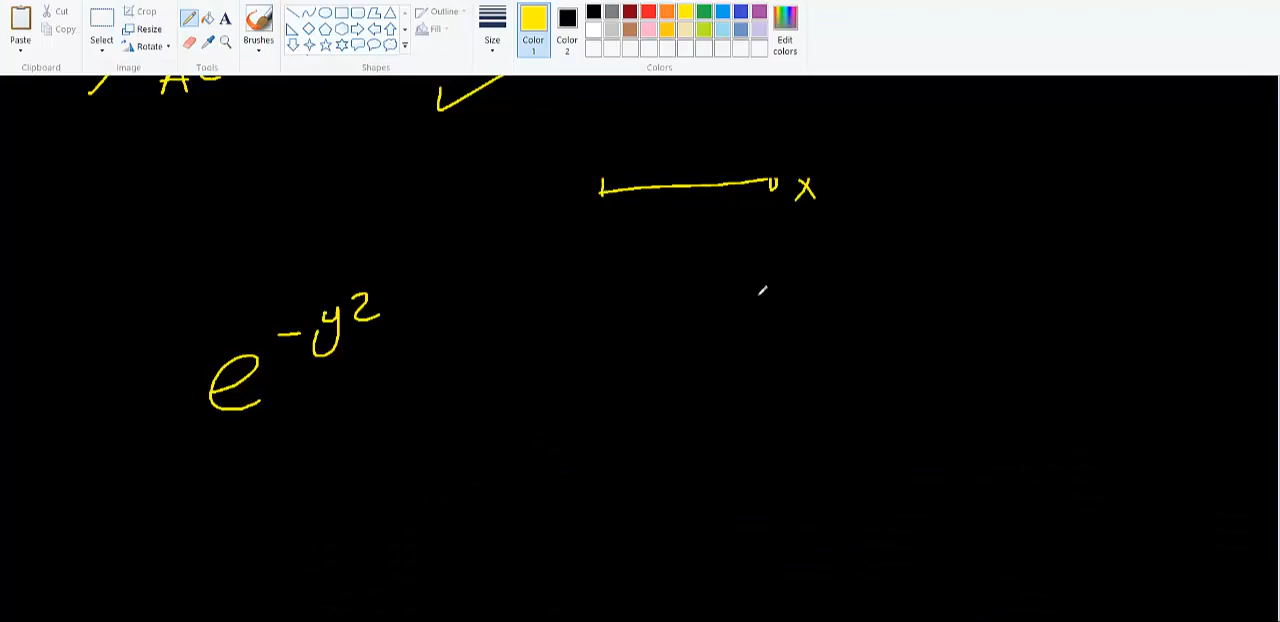 Cut
Crop
Copy
Resize
Paste
Select
Rotate
Brushes
Outline
Fill
Size
Color 1
Color 2
Edit colors
Clipboard
Image
Tools
Shapes
Colors
x
e^-y2